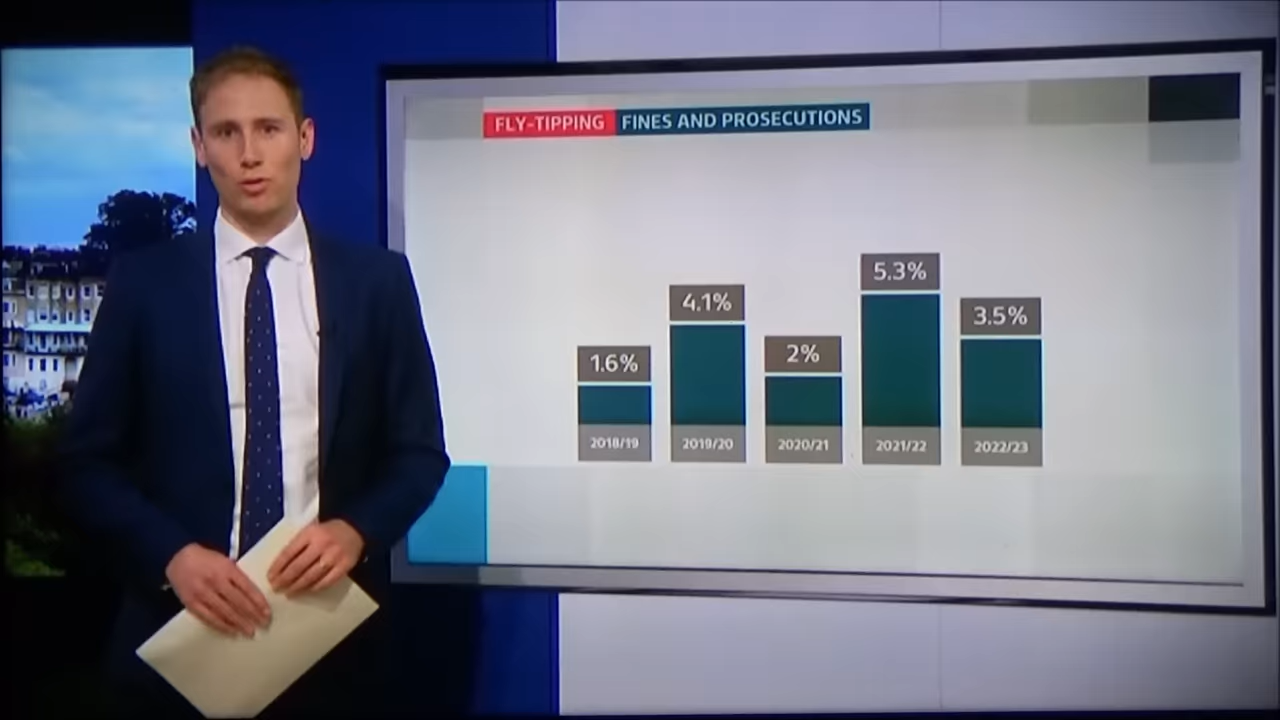 FLY-TIPPING FINES AND PROSECUTIONS
1.6% 4.1% 2% 5.3% 3.5%
2018/19 2019/20 2020/21 2021/22 2022/23